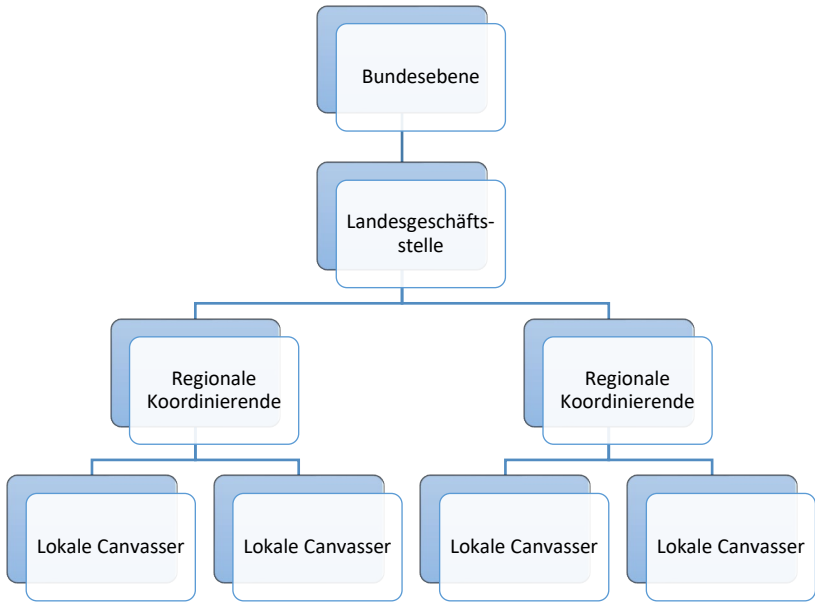 Bundesebene
Landesgeschäfts-
stelle
Regionale
Koordinierende
Regionale
Koordinierende
Lokale Canvasser
Lokale Canvasser
Lokale Canvasser
Lokale Canvasser